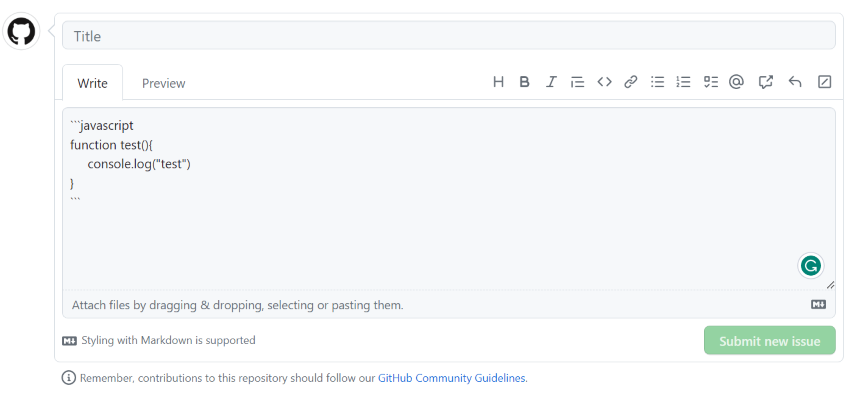 Title
Write
Preview
```javascript
function test(){
    console.log("test")
}
```
Attach files by dragging & dropping, selecting or pasting them.
Styling with Markdown is supported
Submit new issue
Remember, contributions to this repository should follow our GitHub Community Guidelines.